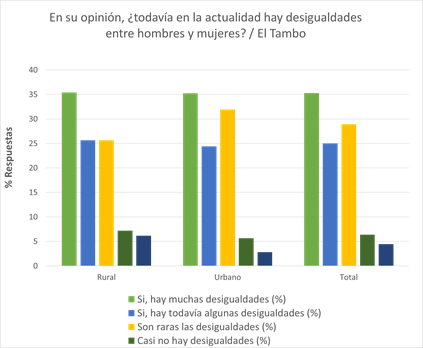 En su opinión, ¿todavía en la actualidad hay desigualdades
entre hombres y mujeres? / El Tambo
40
35
30
25
20
15
10
5
0
% Respuestas
Rural
Urbano
Total
Si, hay muchas desigualdades (%)
Si, hay todavía algunas desigualdades (%)
Son raras las desigualdades (%)
Casi no hay desigualdades (%)